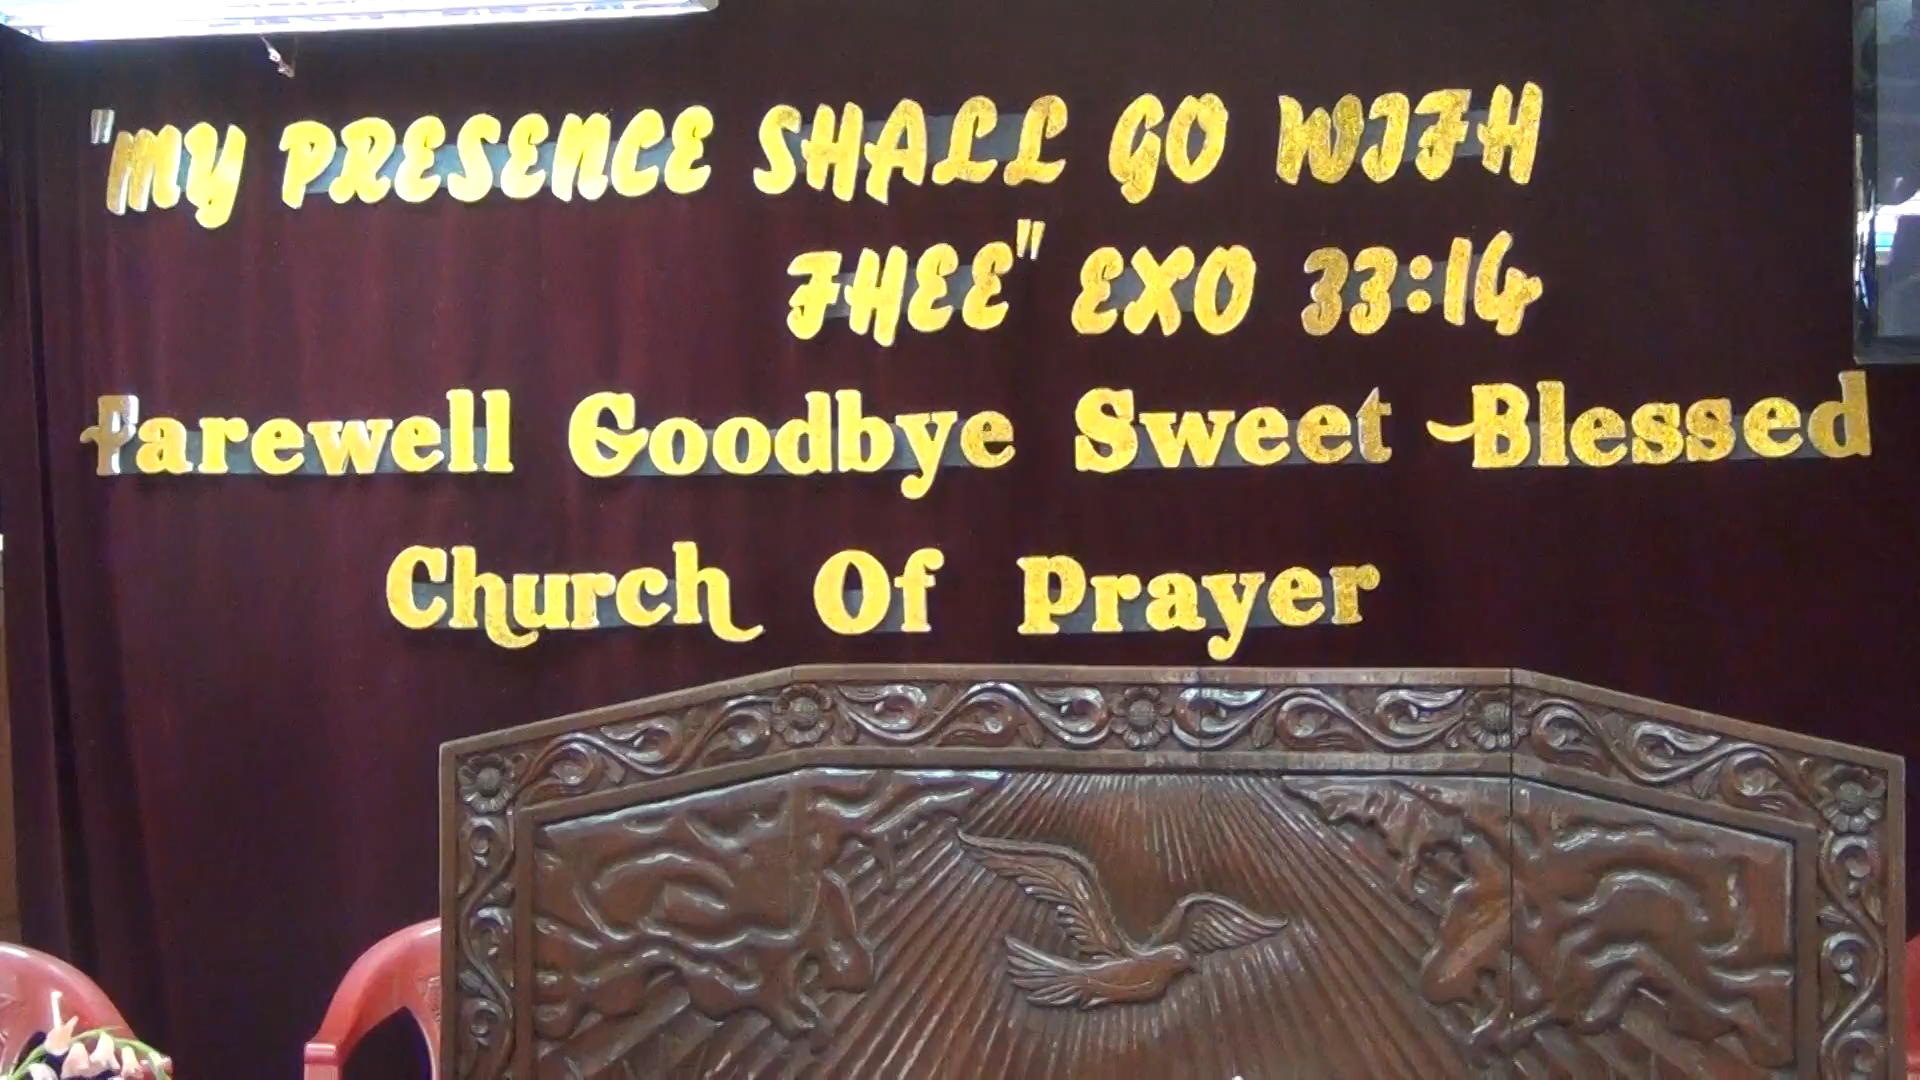 "MY PRESENCE SHALL GO WITH
THEE" EXO 33:14
Farewell Goodbye Sweet Blessed
Church Of Prayer